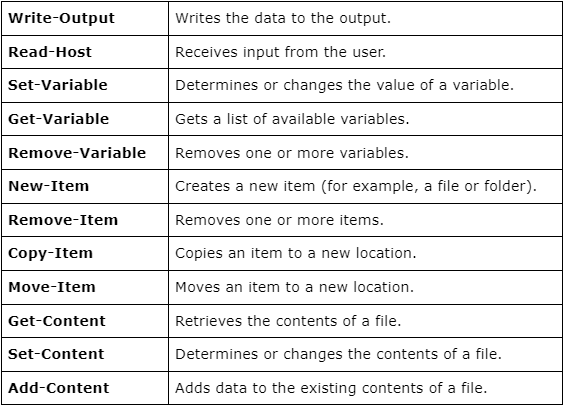 Write-Output Writes the data to the output.
Read-Host Receives input from the user.
Set-Variable Determines or changes the value of a variable.
Get-Variable Gets a list of available variables.
Remove-Variable Removes one or more variables.
New-Item Creates a new item (for example, a file or folder).
Remove-Item Removes one or more items.
Copy-Item Copies an item to a new location.
Move-Item Moves an item to a new location.
Get-Content Retrieves the contents of a file.
Set-Content Determines or changes the contents of a file.
Add-Content Adds data to the existing contents of a file.